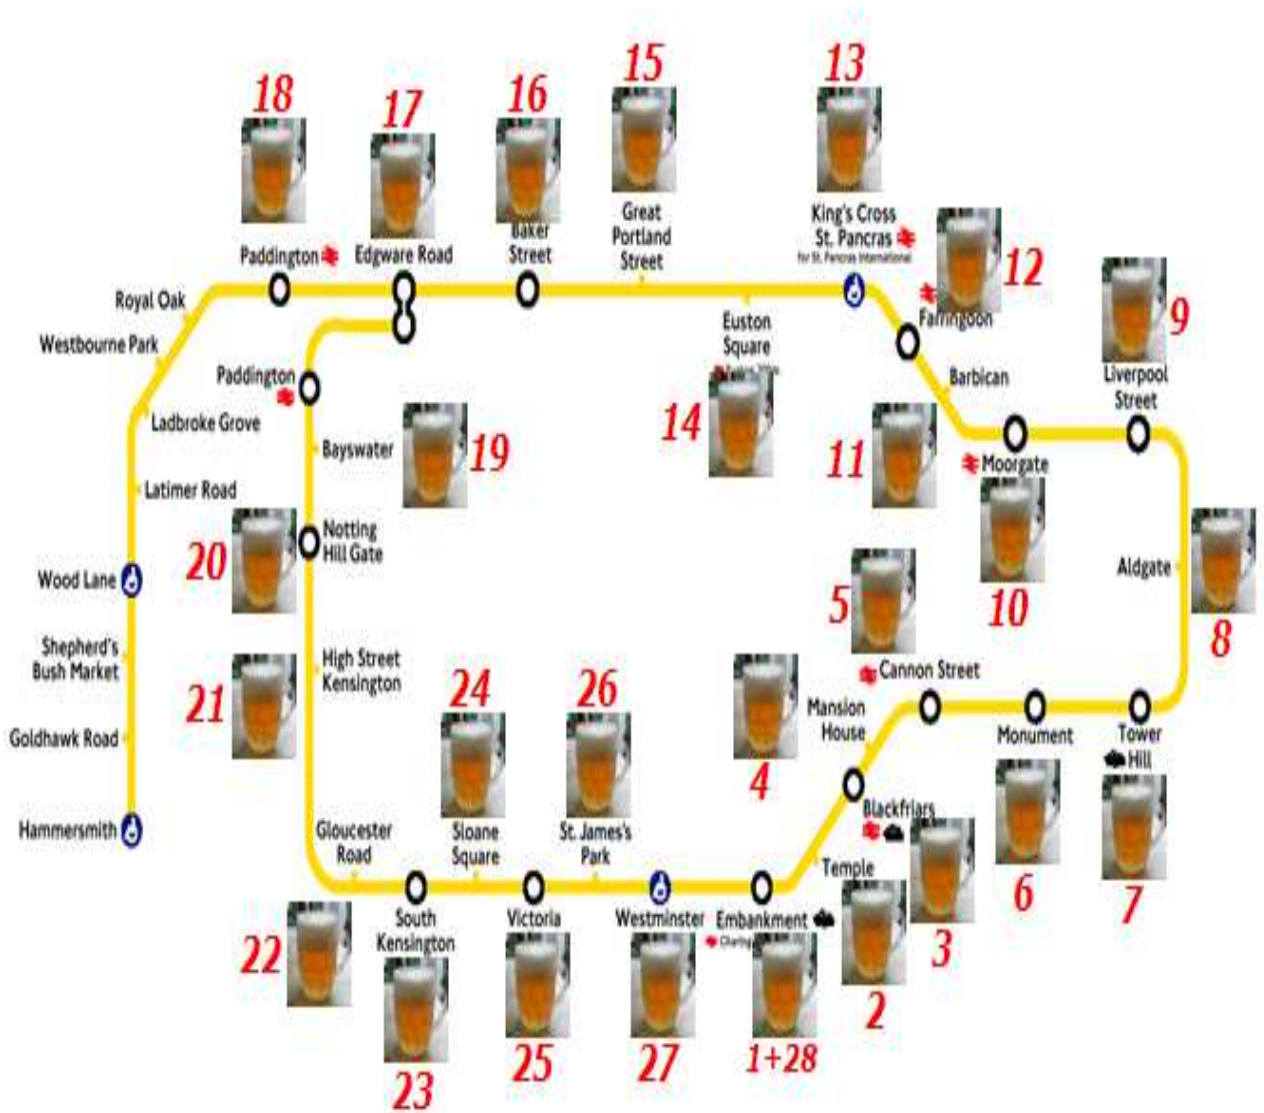 18
17
16
15
13
Paddington
Edgware Road
Baker
Street
Great
Portland
Street
King's Cross
St. Pancras
for St. Pancras International
12
Farringdon
9
Liverpool
Street
Royal Oak
Westbourne Park
Ladbroke Grove
Latimer Road
Wood Lane
Shepherd's
Bush Market
Goldhawk Road
Hammersmith
Paddington
Bayswater
19
Notting
Hill Gate
20
High Street
Kensington
21
Euston
Square
14
Barbican
11
Moorgate
10
Aldgate
8
5
Cannon Street
Mansion
House
4
Monument
6
Tower
Hill
7
Blackfriars
3
Temple
2
24
Sloane
Square
26
St. James's
Park
Gloucester
Road
22
South
Kensington
23
Victoria
25
Westminster
27
Embankment
1+28